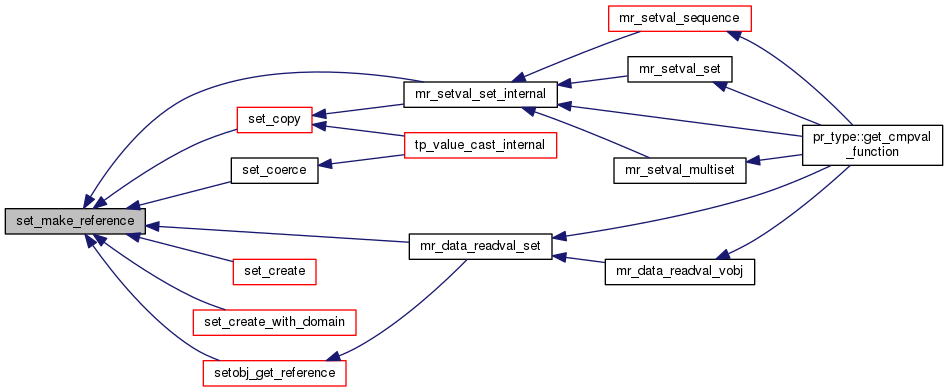 mr_setval_sequence
mr_setval_set
mr_setval_set_internal
set_copy
pr_type::get_cmpval
_function
tp_value_cast_internal
set_coerce
mr_setval_multiset
set_make_reference
mr_data_readval_set
set_create
mr_data_readval_vobj
set_create_with_domain
setobj_get_reference